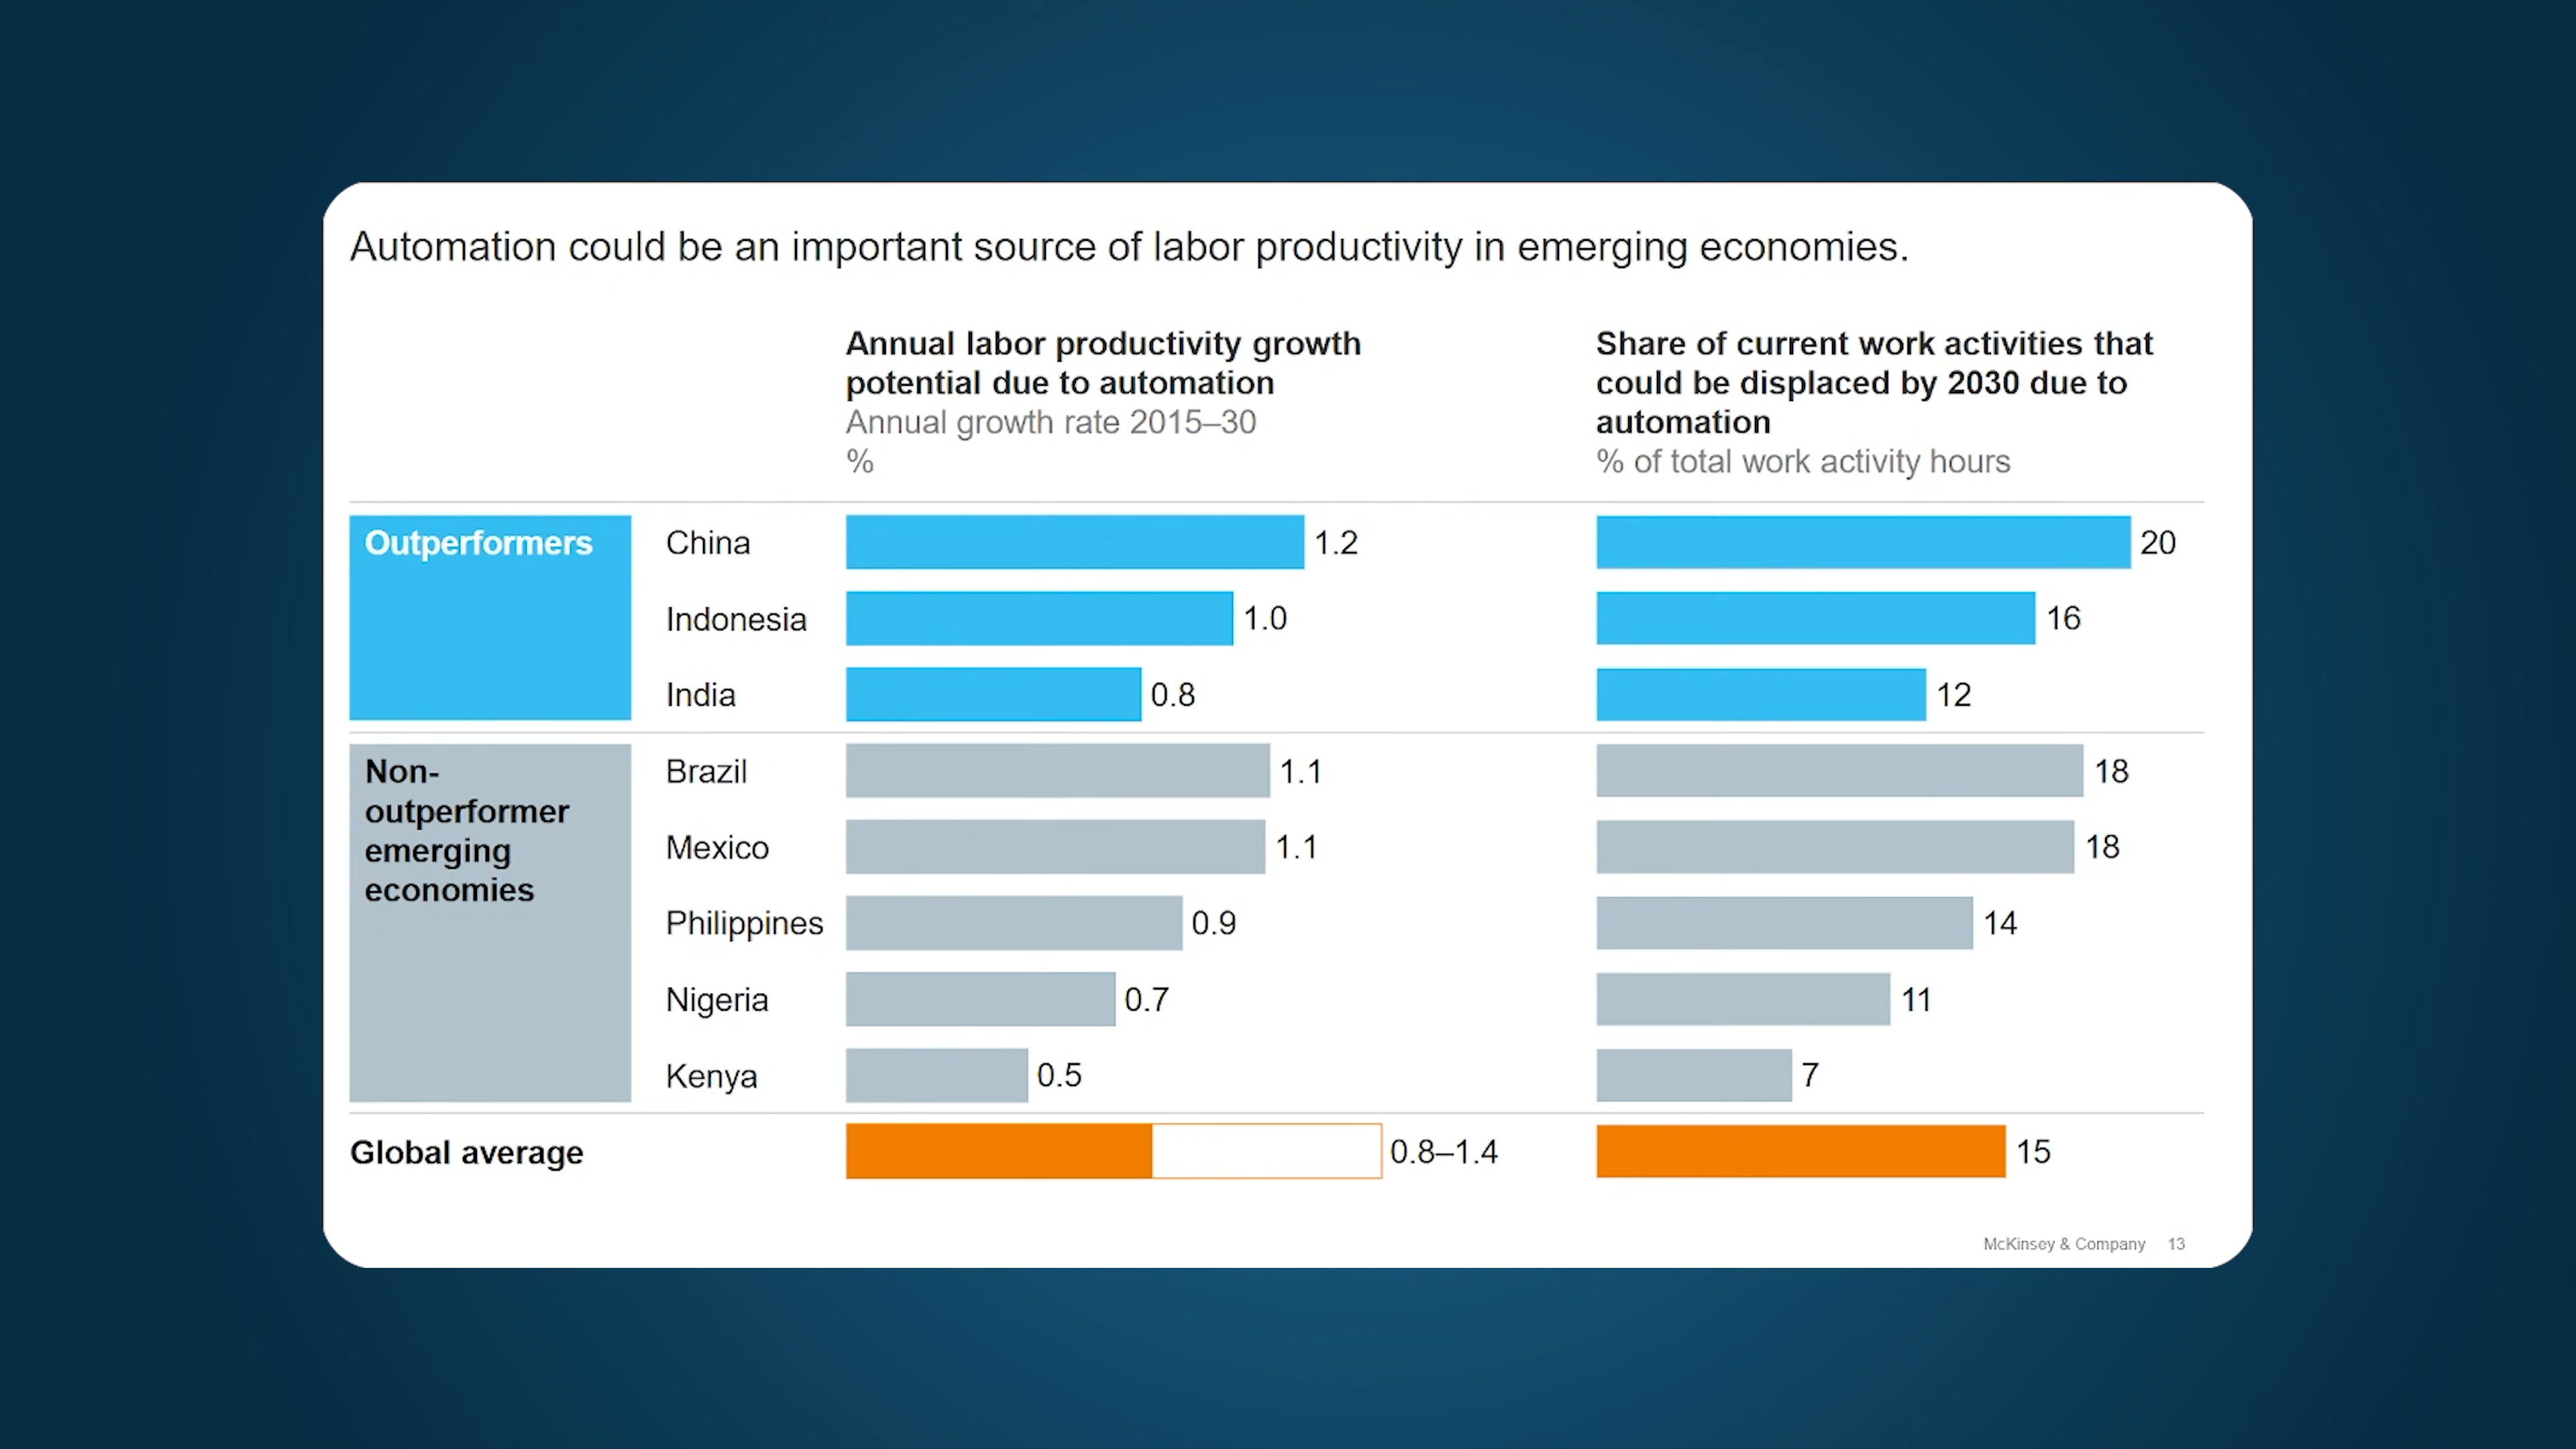 Automation could be an important source of labor productivity in emerging economies.
Annual labor productivity growth
potential due to automation
Annual growth rate 2015–30
%
Share of current work activities that
could be displaced by 2030 due to
automation
% of total work activity hours
Outperformers
China
1.2
20
Indonesia
1.0
16
India
0.8
12
Non-
outperformer
emerging
economies
Brazil
1.1
18
Mexico
1.1
18
Philippines
0.9
14
Nigeria
0.7
11
Kenya
0.5
7
Global average
0.8–1.4
15
McKinsey & Company 13